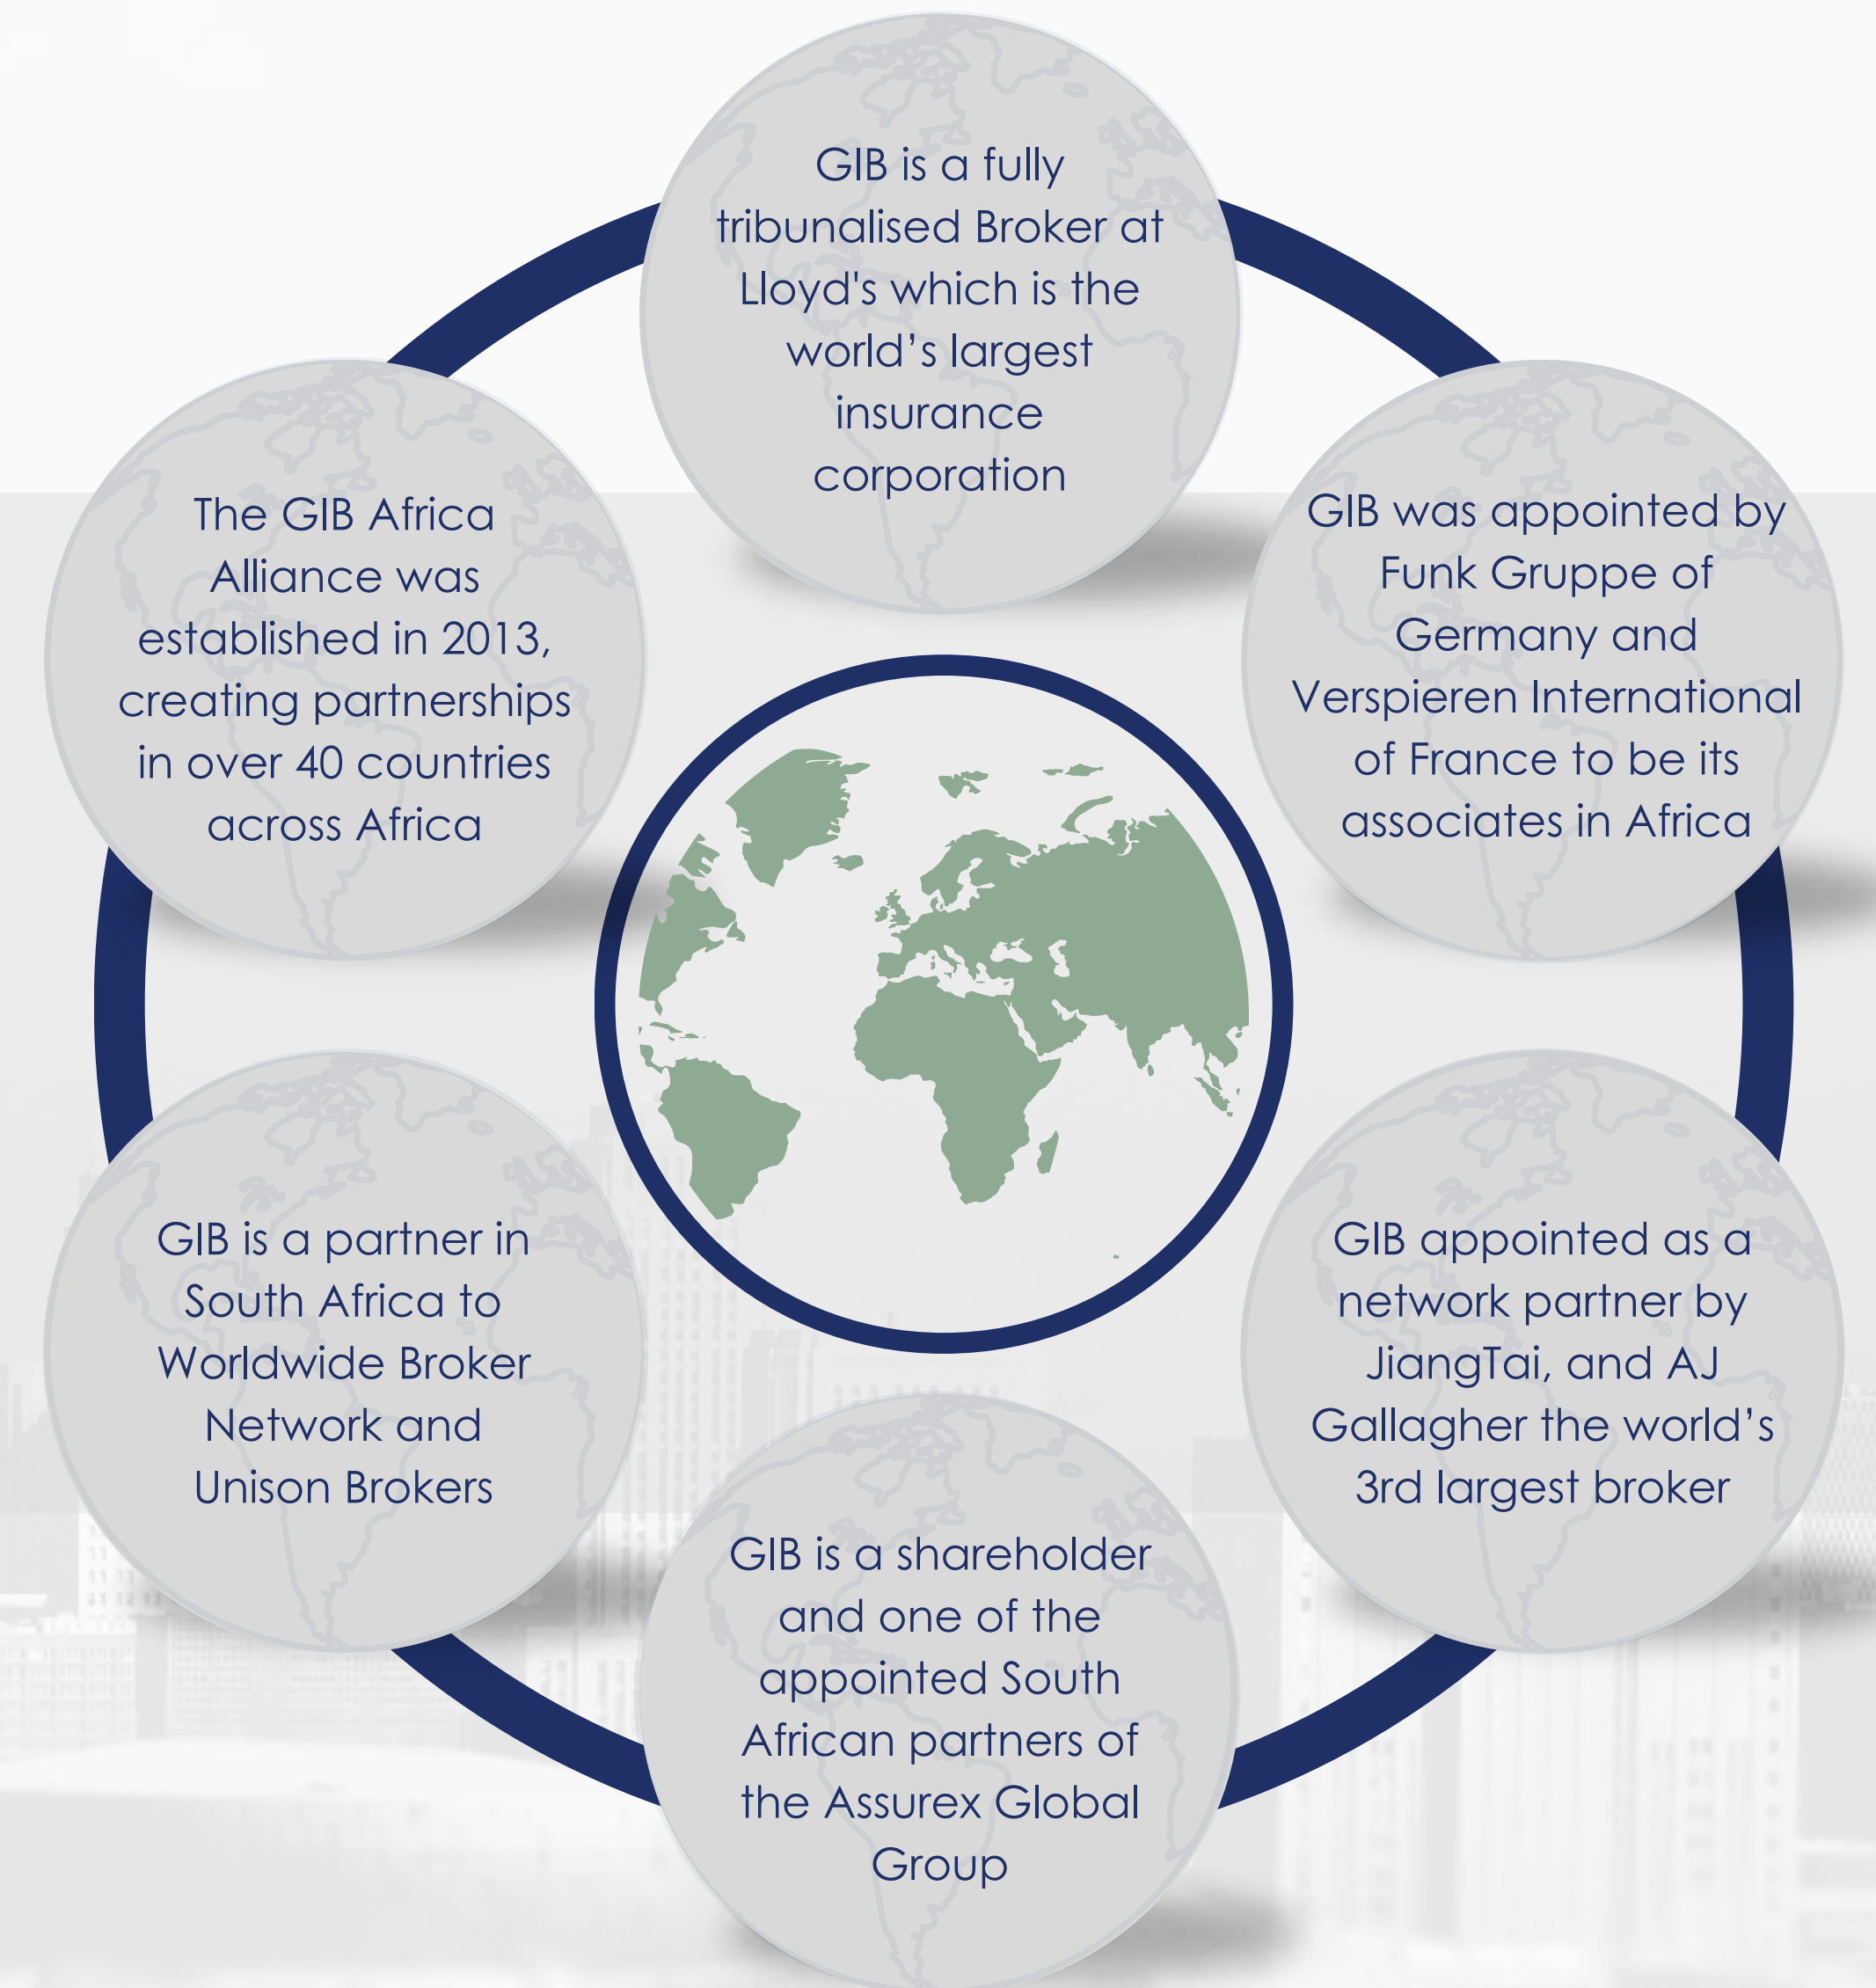 GIB is a fully
tribunalised Broker at
Lloyd's which is the
world’s largest
insurance
corporation
GIB was appointed by
Funk Gruppe of
Germany and
Verspieren International
of France to be its
associates in Africa
GIB appointed as a
network partner by
JiangTai, and AJ
Gallagher the world’s
3rd largest broker
GIB is a shareholder
and one of the
appointed South
African partners of
the Assurex Global
Group
GIB is a partner in
South Africa to
Worldwide Broker
Network and
Unison Brokers
The GIB Africa
Alliance was
established in 2013,
creating partnerships
in over 40 countries
across Africa